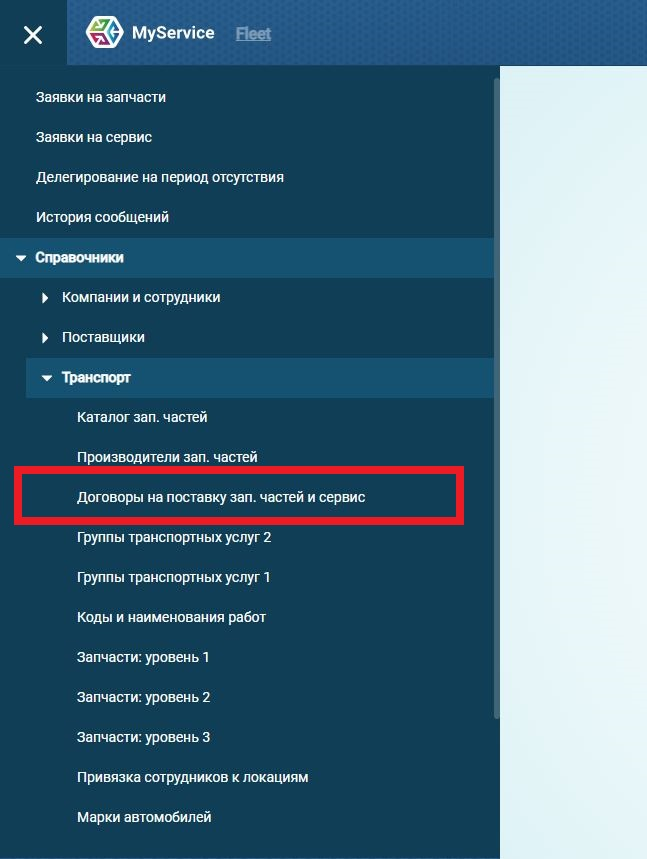 MyService Fleet
Заявки на запчасти
Заявки на сервис
Делегирование на период отсутствия
История сообщений
Справочники
Компании и сотрудники
Поставщики
Транспорт
Каталог зап. частей
Производители зап. частей
Договоры на поставку зап. частей и сервис
Группы транспортных услуг 2
Группы транспортных услуг 1
Коды и наименования работ
Запчасти: уровень 1
Запчасти: уровень 2
Запчасти: уровень 3
Привязка сотрудников к локациям
Марки автомобилей